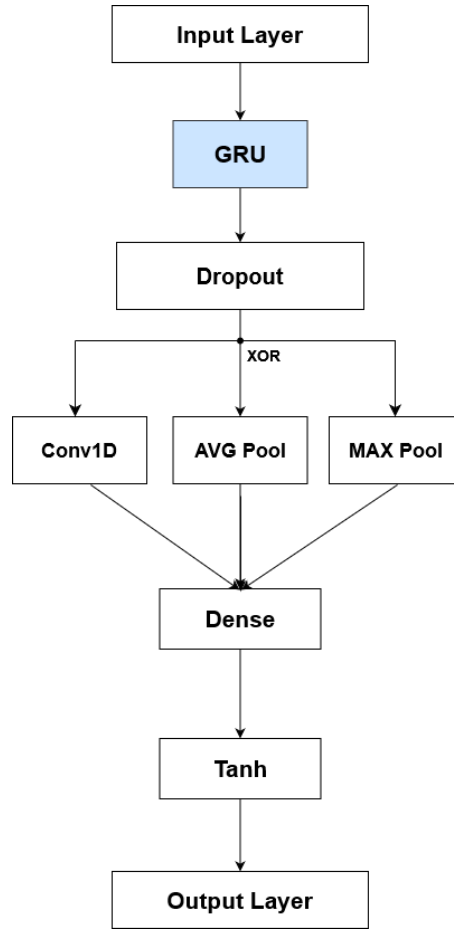 Input Layer
GRU
Dropout
XOR
Conv1D
AVG Pool
MAX Pool
Dense
Tanh
Output Layer